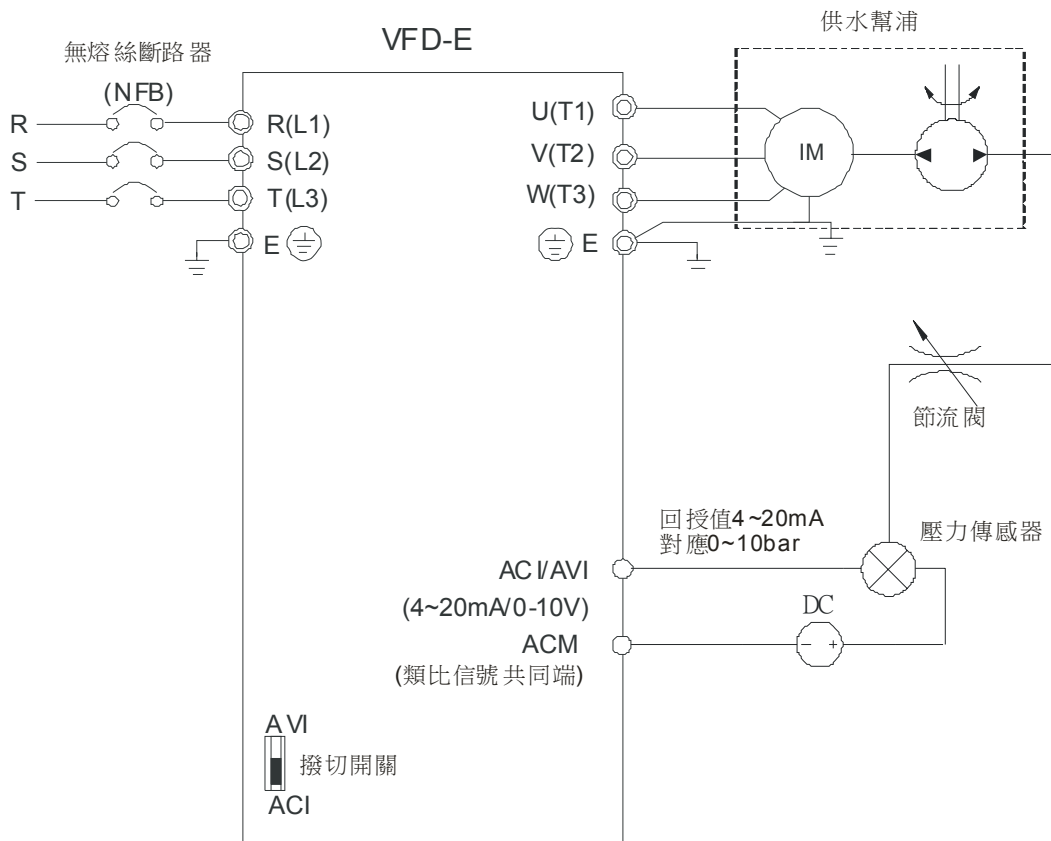 VFD-E
供水幫浦
無熔絲斷路器
(NFB)
R
R(L1)
S
S(L2)
T
T(L3)
E
U(T1)
V(T2)
W(T3)
E
IM
節流閥
回授值4~20mA
對應0~10bar
壓力傳感器
ACI/AVI
(4~20mA/0-10V)
DC
- +
ACM
(類比信號共同端)
AVI
撥切開關
ACI